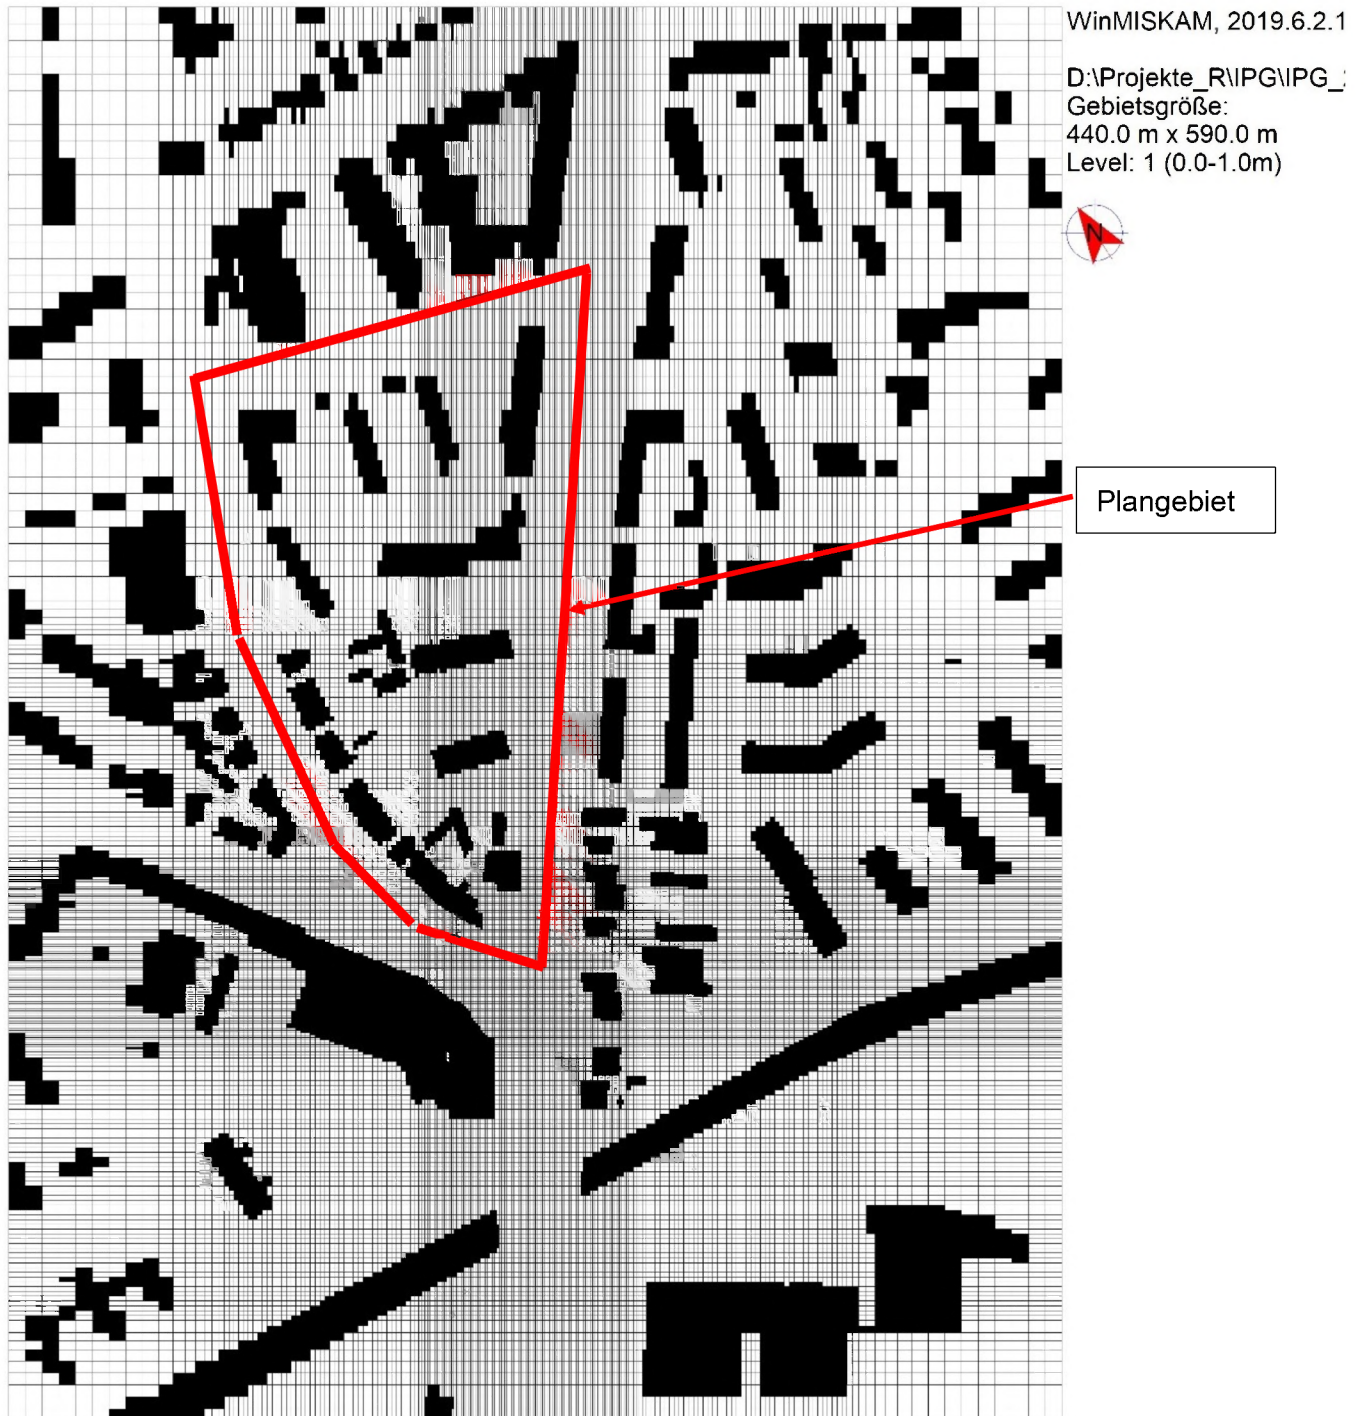 WinMISKAM, 2019.6.2.1
D:\Projekte_R\IPG\IPG_
Gebietsgröße:
440.0 m x 590.0 m
Level: 1 (0.0-1.0m)
N
Plangebiet